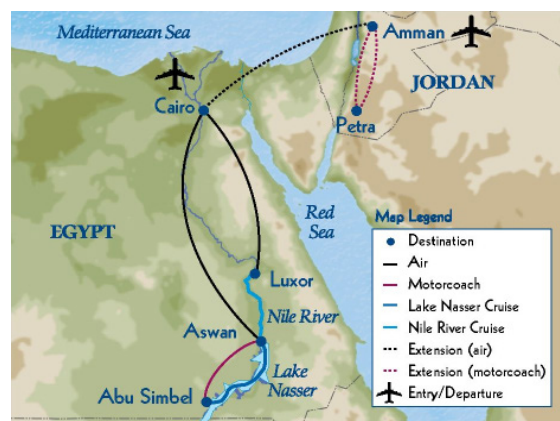 Mediterranean Sea
Amman
JORDAN
Cairo
Petra
EGYPT
Red
Sea
Luxor
Nile River
Aswan
Lake
Nasser
Abu Simbel
Map Legend
Destination
Air
Motorcoach
Lake Nasser Cruise
Nile River Cruise
Extension (air)
Extension (motorcoach)
Entry/Departure